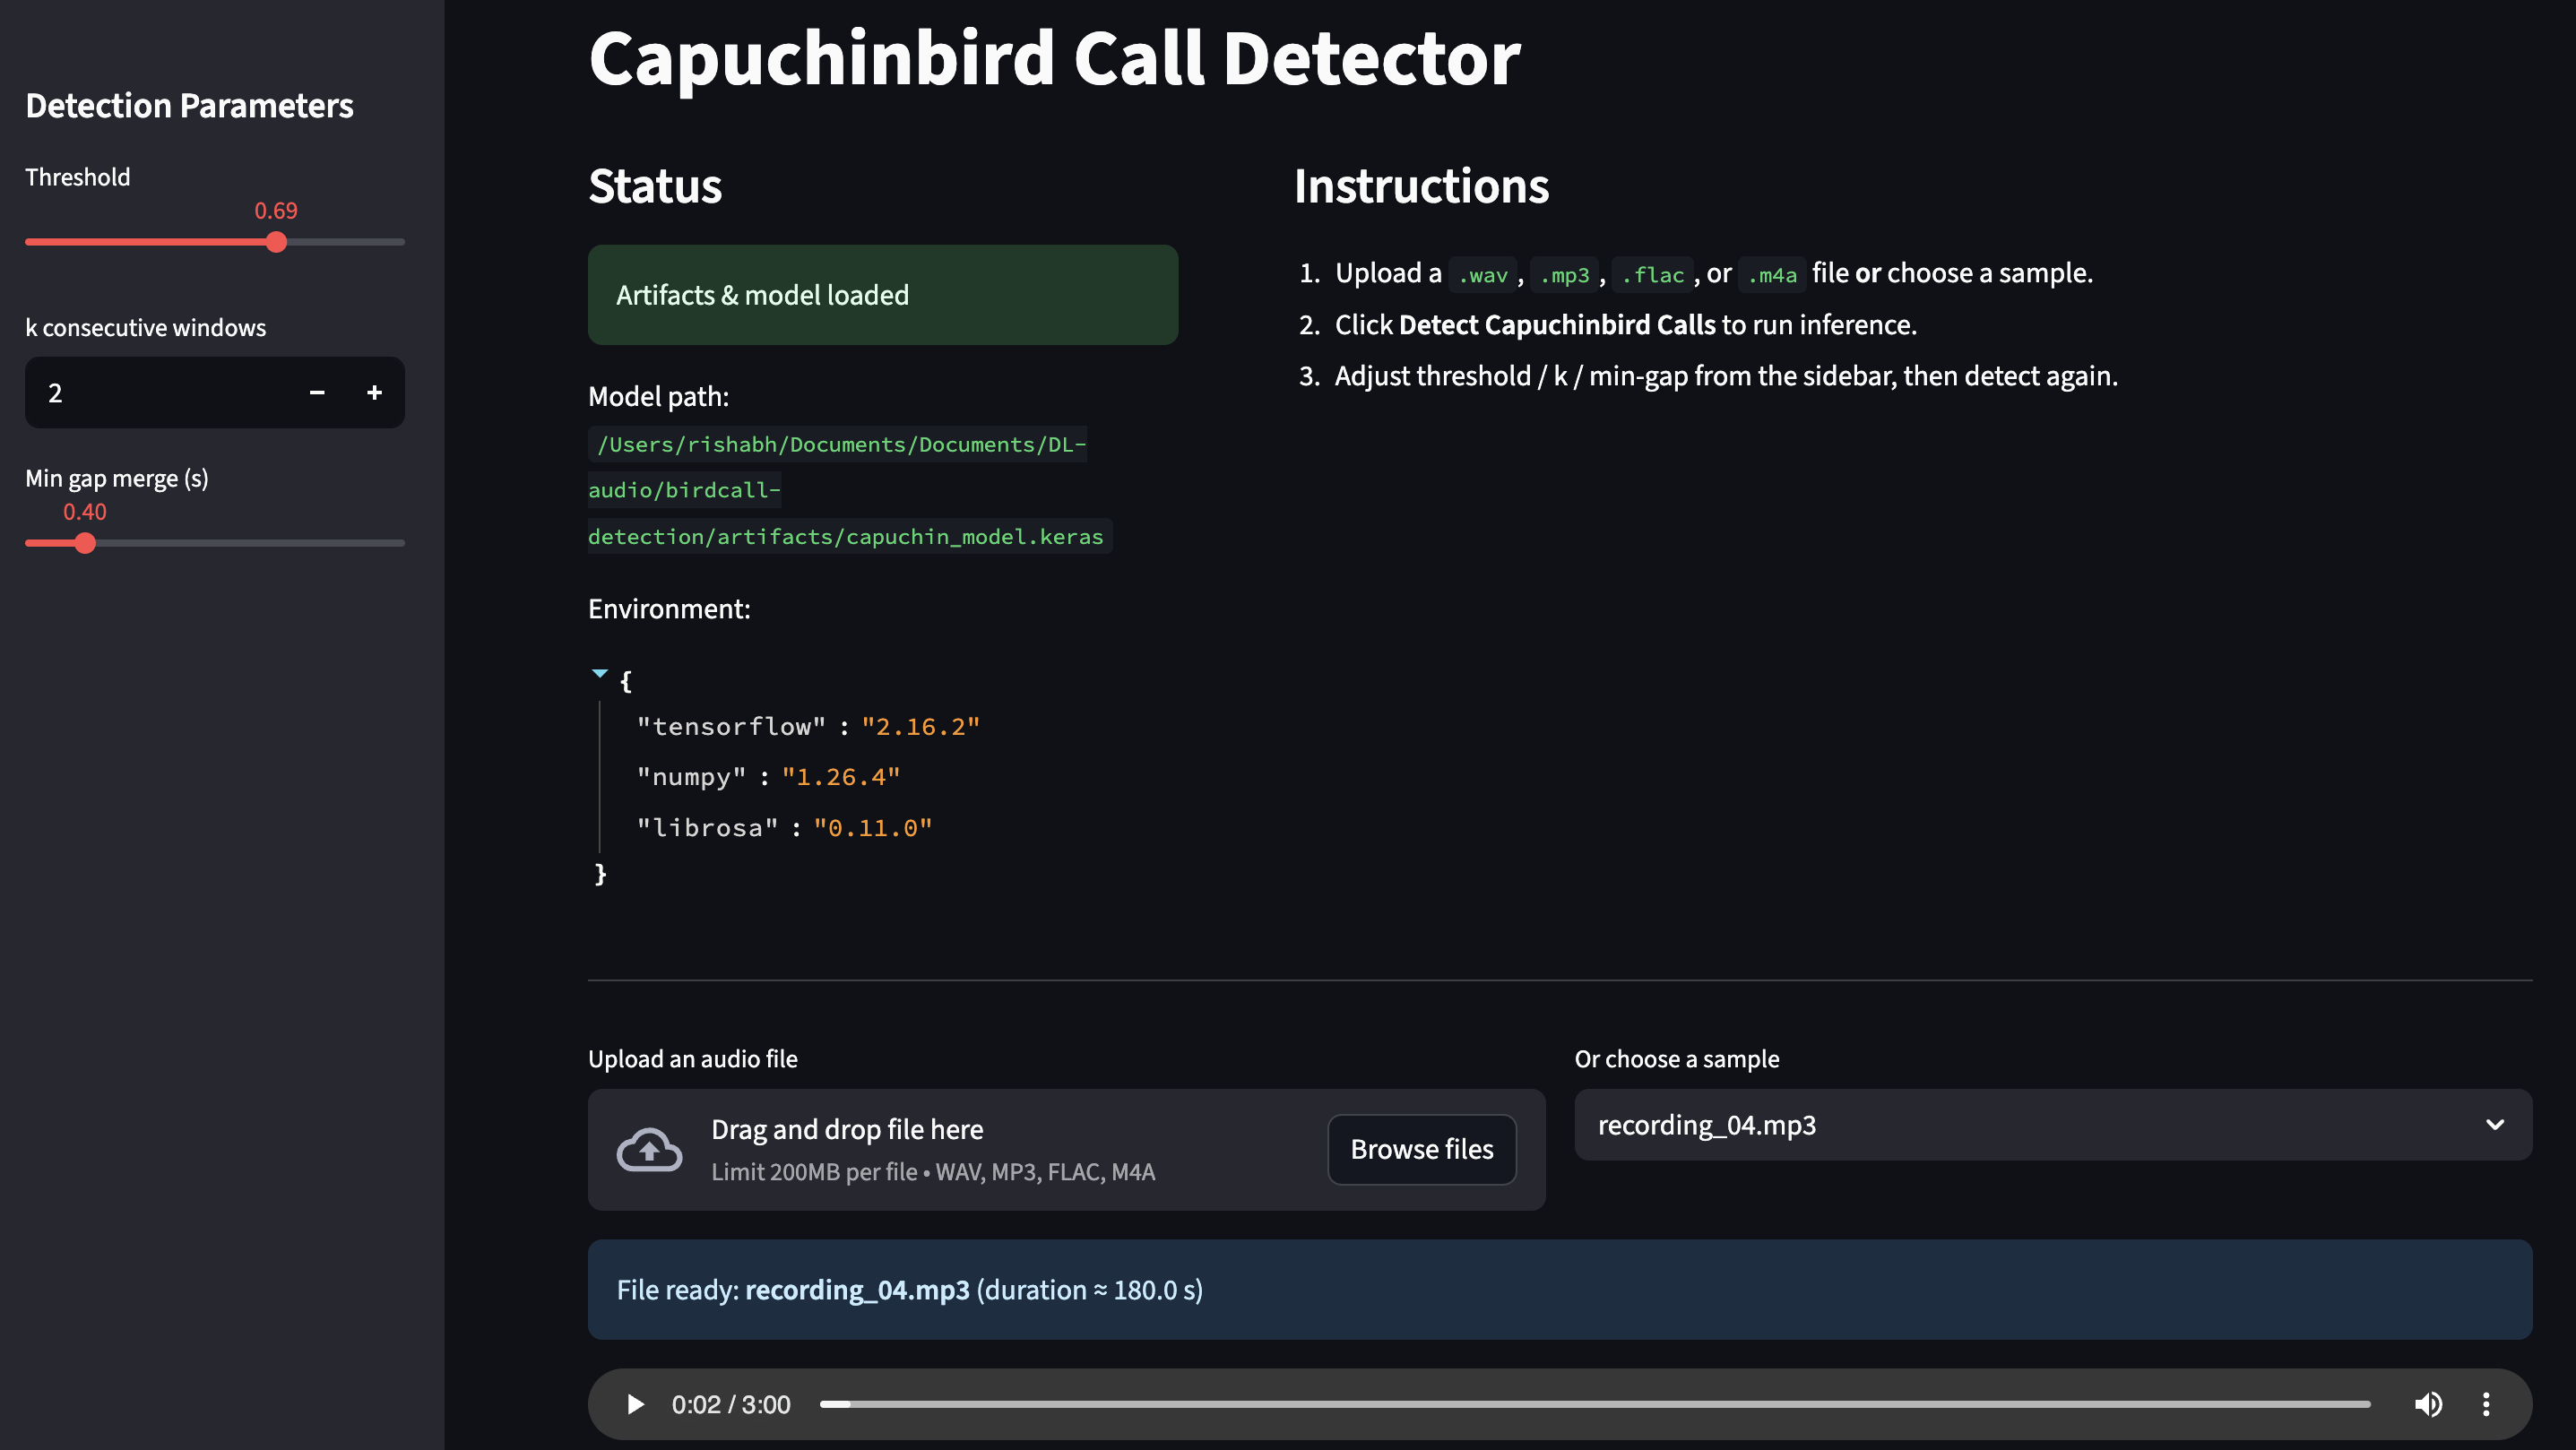 Detection Parameters
Threshold
0.69
k consecutive windows
2
Min gap merge (s)
0.40
Capuchinbird Call Detector
Status
Artifacts & model loaded
Model path:
/Users/rishabh/Documents/Documents/DL-
audio/birdcall-
detection/artifacts/capuchin_model.keras
Environment:
{
"tensorflow" : "2.16.2"
"numpy" : "1.26.4"
"librosa" : "0.11.0"
}
Instructions
1. Upload a .wav, .mp3, .flac, or .m4a file or choose a sample.
2. Click Detect Capuchinbird Calls to run inference.
3. Adjust threshold / k / min-gap from the sidebar, then detect again.
Upload an audio file
Drag and drop file here
Limit 200MB per file • WAV, MP3, FLAC, M4A
Browse files
Or choose a sample
recording_04.mp3
File ready: recording_04.mp3 (duration ≈ 180.0 s)
0:02 / 3:00